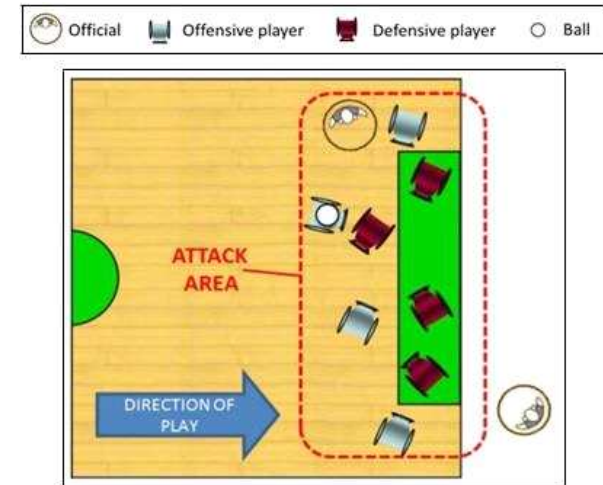 Official Offensive player Defensive player Ball
ATTACK
AREA
DIRECTION OF
PLAY